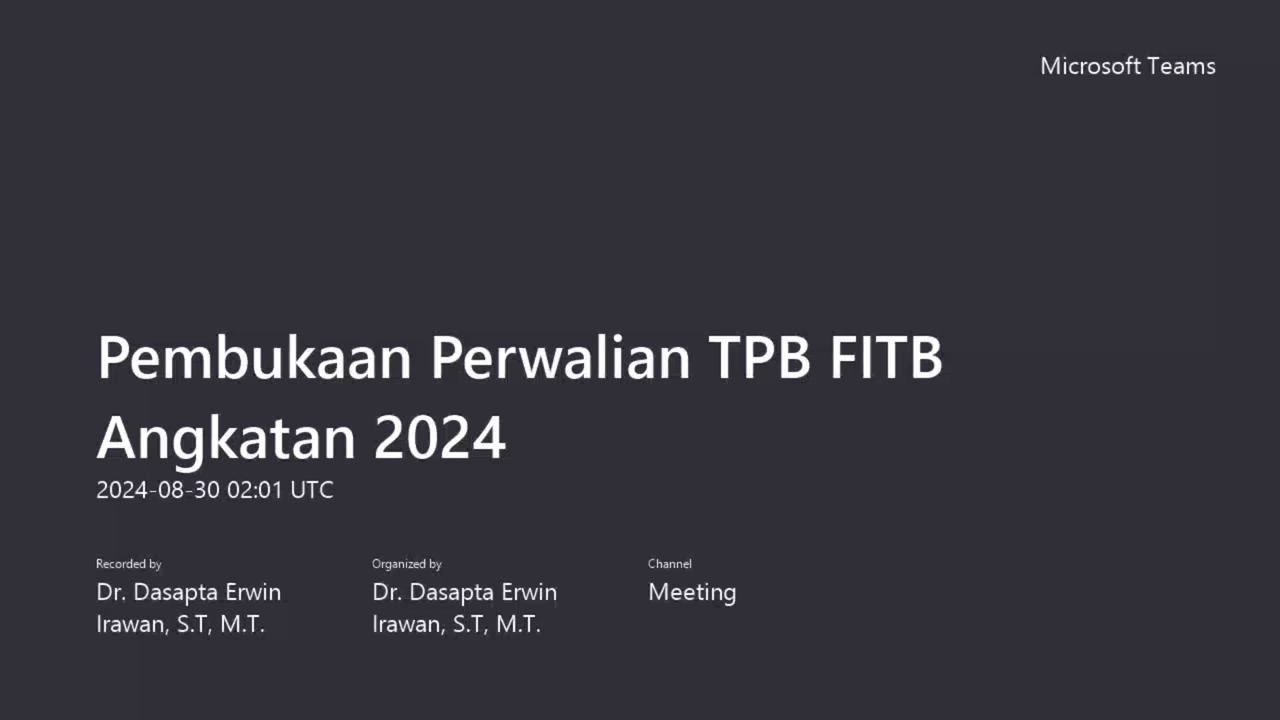 Microsoft Teams
Pembukaan Perwalian TPB FITB
Angkatan 2024
2024-08-30 02:01 UTC
Recorded by
Dr. Dasapta Erwin
Irawan, S.T, M.T.
Organized by
Dr. Dasapta Erwin
Irawan, S.T, M.T.
Channel
Meeting